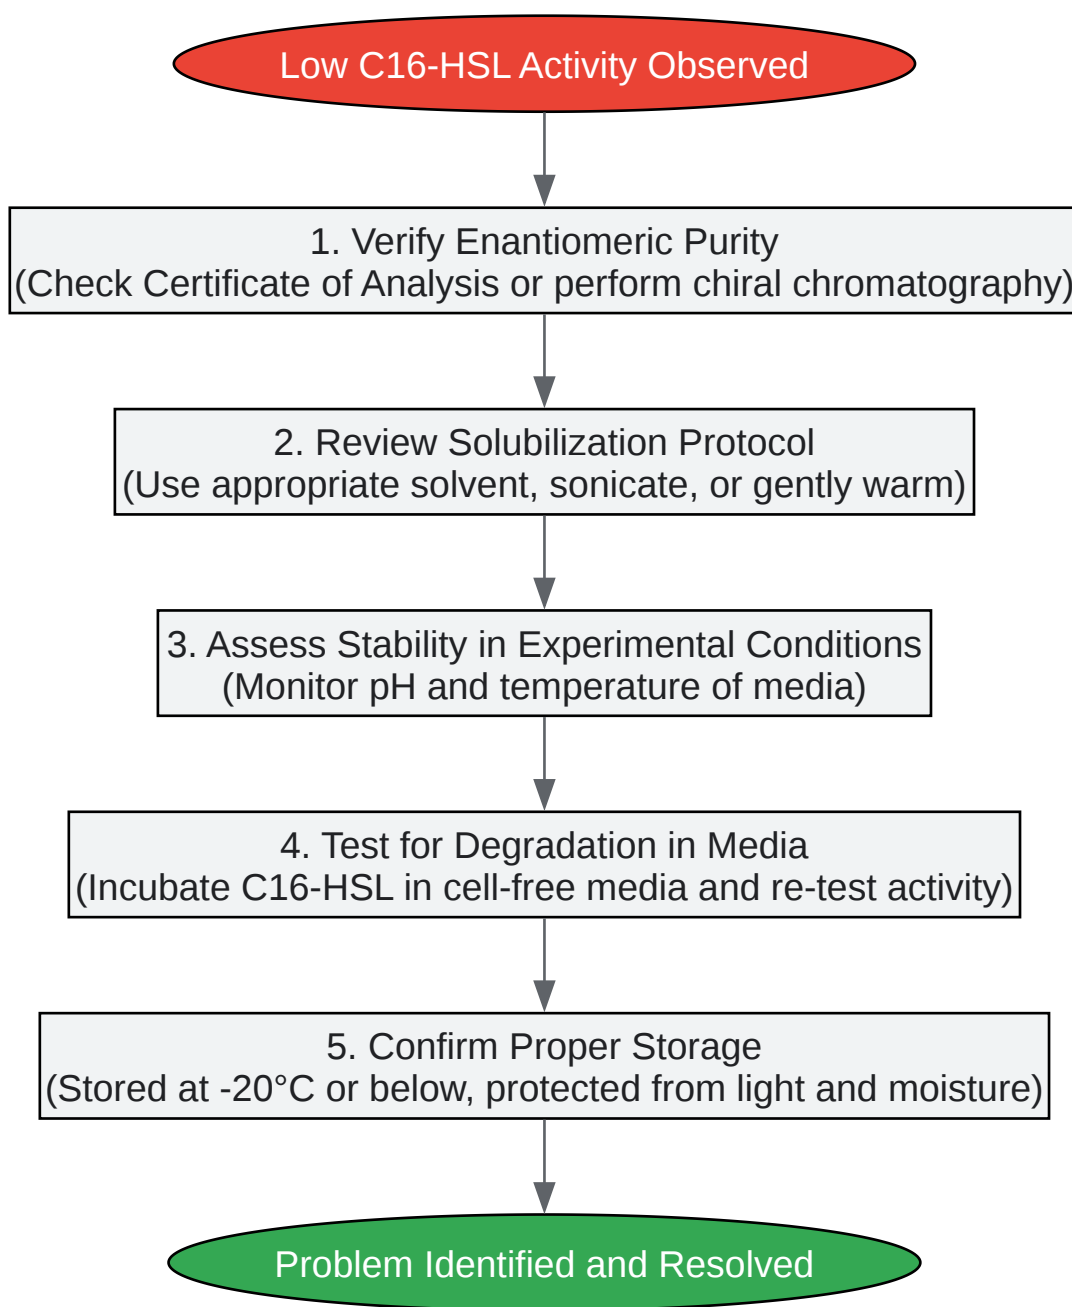 Low C16-HSL Activity Observed
1. Verify Enantiomeric Purity
(Check Certificate of Analysis or perform chiral chromatography)
2. Review Solubilization Protocol
(Use appropriate solvent, sonicate, or gently warm)
3. Assess Stability in Experimental Conditions
(Monitor pH and temperature of media)
4. Test for Degradation in Media
(Incubate C16-HSL in cell-free media and re-test activity)
5. Confirm Proper Storage
(Stored at -20°C or below, protected from light and moisture)
Problem Identified and Resolved